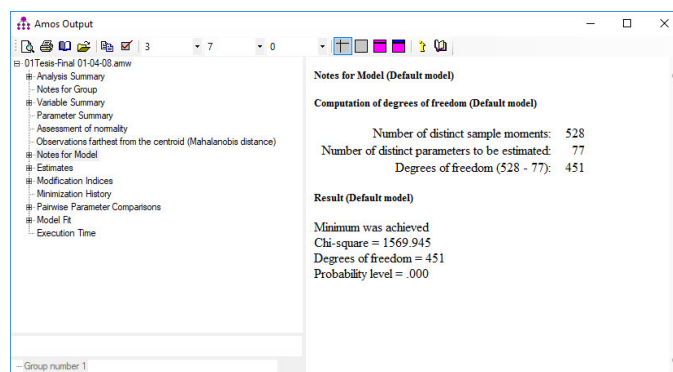 Amos Output
3 7 0
01Tesis-Final 01-04-08.amw
Analysis Summary
Notes for Group
Variable Summary
Parameter Summary
Assessment of normality
Observations farthest from the centroid (Mahalanobis distance)
Notes for Model
Estimates
Modification Indices
Minimization History
Pairwise Parameter Comparisons
Model Fit
Execution Time
Group number 1
Notes for Model (Default model)
Computation of degrees of freedom (Default model)
Number of distinct sample moments: 528
Number of distinct parameters to be estimated: 77
Degrees of freedom (528 - 77): 451
Result (Default model)
Minimum was achieved
Chi-square = 1569.945
Degrees of freedom = 451
Probability level = .000